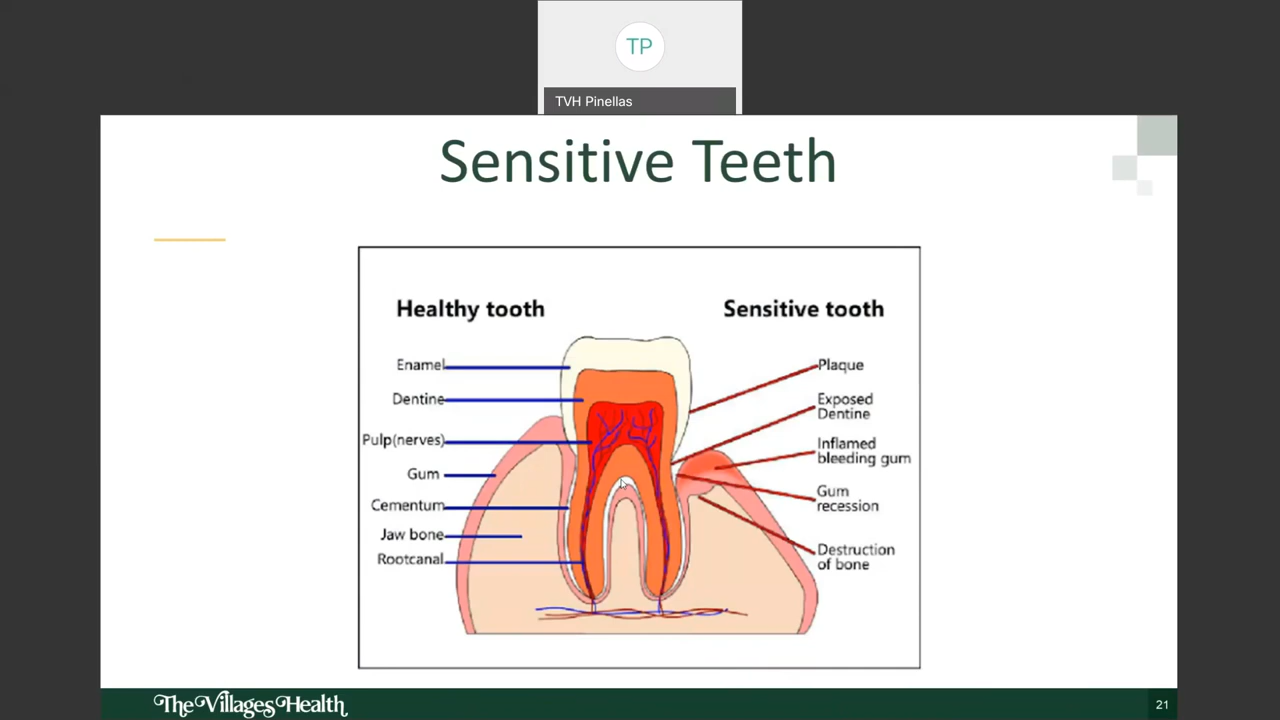 TP
TVH Pinellas
Sensitive Teeth
Healthy tooth
Sensitive tooth
Enamel
Dentine
Pulp(nerves)
Gum
Cementum
Jaw bone
Rootcanal
Plaque
Exposed
Dentine
Inflamed
bleeding gum
Gum
recession
Destruction
of bone
The Villages Health
21